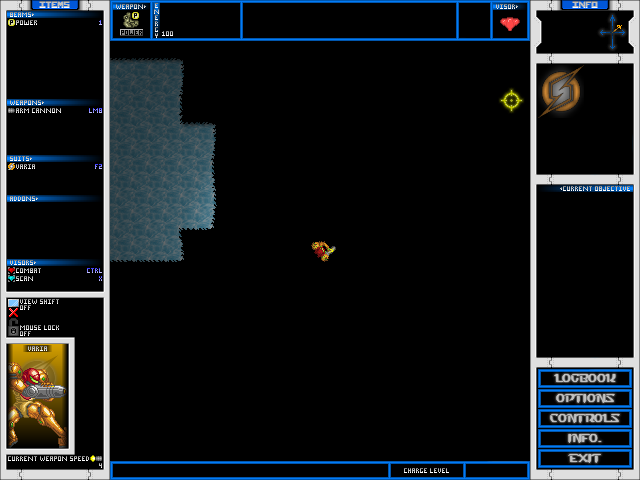 ITEMS
BEAMS
POWER 1
WEAPONS
ARM CANNON LMB
SUITS
VARIA F2
ADDONS
VISORS
COMBAT CTRL
SCAN X
VIEW SHIFT
OFF
MOUSE LOCK
OFF
VARIA
CURRENT WEAPON SPEED
4
WEAPON
P
POWER
ENERGY
100
VISOR
CHARGE LEVEL
INFO
CURRENT OBJECTIVE
LOGBOOK
OPTIONS
CONTROLS
INFO.
EXIT